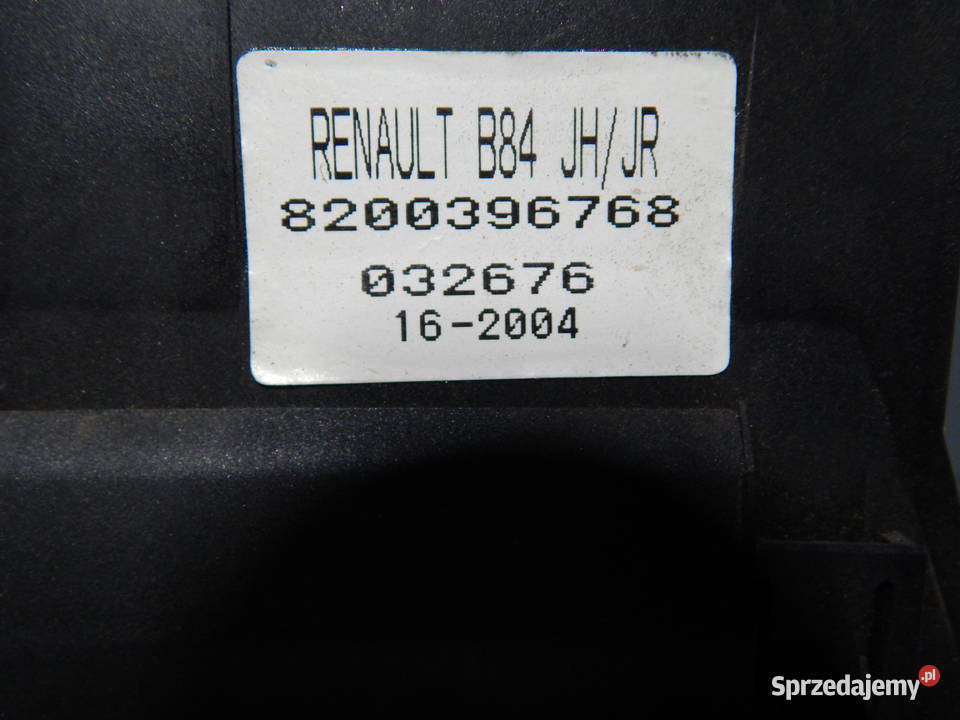 RENAULT B84 JH/JR
8200396768
032676
16-2004
Sprzedajemy.pl